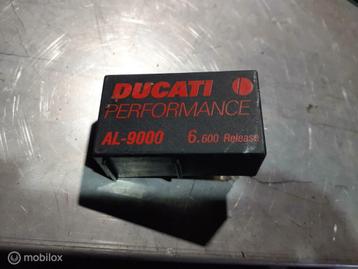 DUCATI
PERFORMANCE
AL-9000 6.600 Release
mobilox